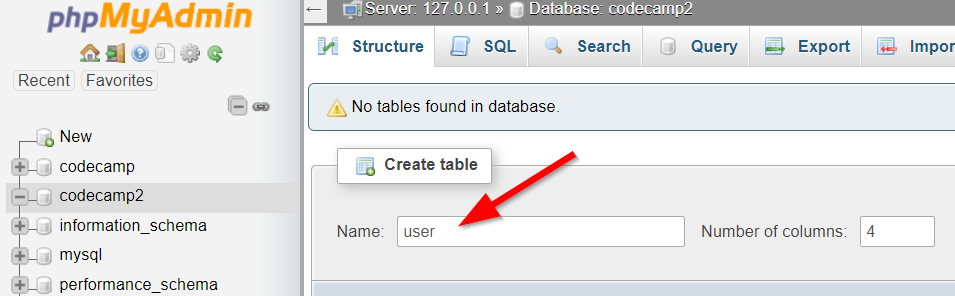 phpMyAdmin
Recent Favorites
New
codecamp
codecamp2
information_schema
mysql
performance_schema
Server: 127.0.0.1 » Database: codecamp2
Structure SQL Search Query Export Impor
No tables found in database.
Create table
Name: user Number of columns: 4